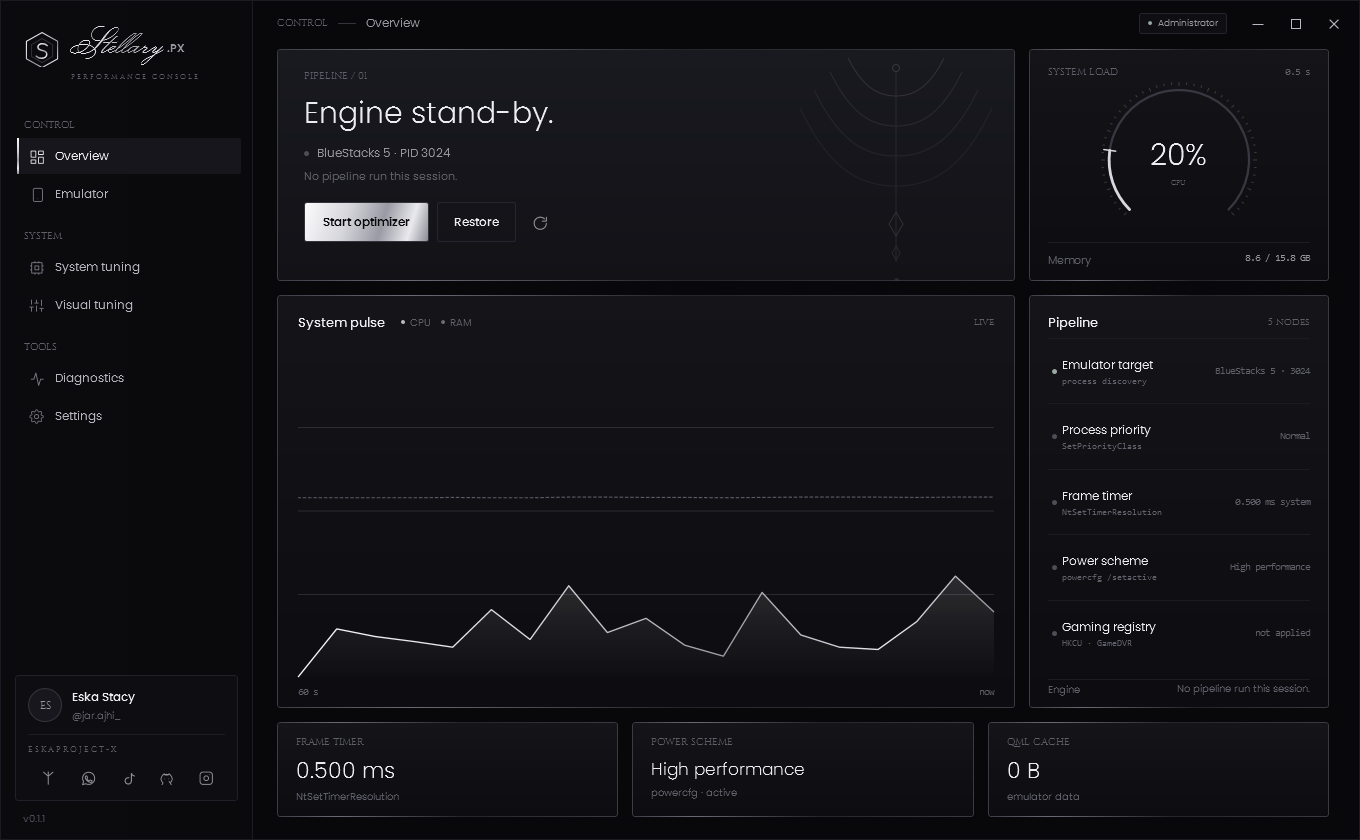 S
Stellary .PX
PERFORMANCE CONSOLE
CONTROL
Overview
Emulator
SYSTEM
System tuning
Visual tuning
TOOLS
Diagnostics
Settings
ES
Eska Stacy
@jar.ajhi_
ESKAPROJECT-X
v0.1.1
CONTROL — Overview
Administrator
PIPELINE / 01
Engine stand-by.
BlueStacks 5 · PID 3024
No pipeline run this session.
Start optimizer
Restore
SYSTEM LOAD
0.5 s
20%
CPU
Memory
8.6 / 15.8 GB
System pulse
CPU
RAM
LIVE
60 s
now
Pipeline
5 NODES
Emulator target
process discovery
BlueStacks 5 · 3024
Process priority
SetPriorityClass
Normal
Frame timer
NtSetTimerResolution
0.500 ms system
Power scheme
powercfg /setactive
High performance
Gaming registry
HKCU · GameDVR
not applied
Engine
No pipeline run this session.
FRAME TIMER
0.500 ms
NtSetTimerResolution
POWER SCHEME
High performance
powercfg · active
QML CACHE
0 B
emulator data